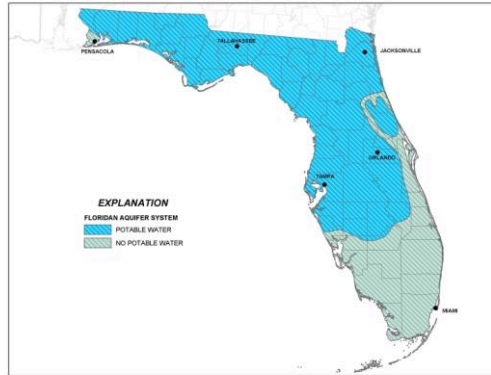 TALLAHASSEE
PENSACOLA
JACKSONVILLE
ORLANDO
TAMPA
EXPLANATION
FLORIDAN AQUIFER SYSTEM
POTABLE WATER
NO POTABLE WATER
MIAMI